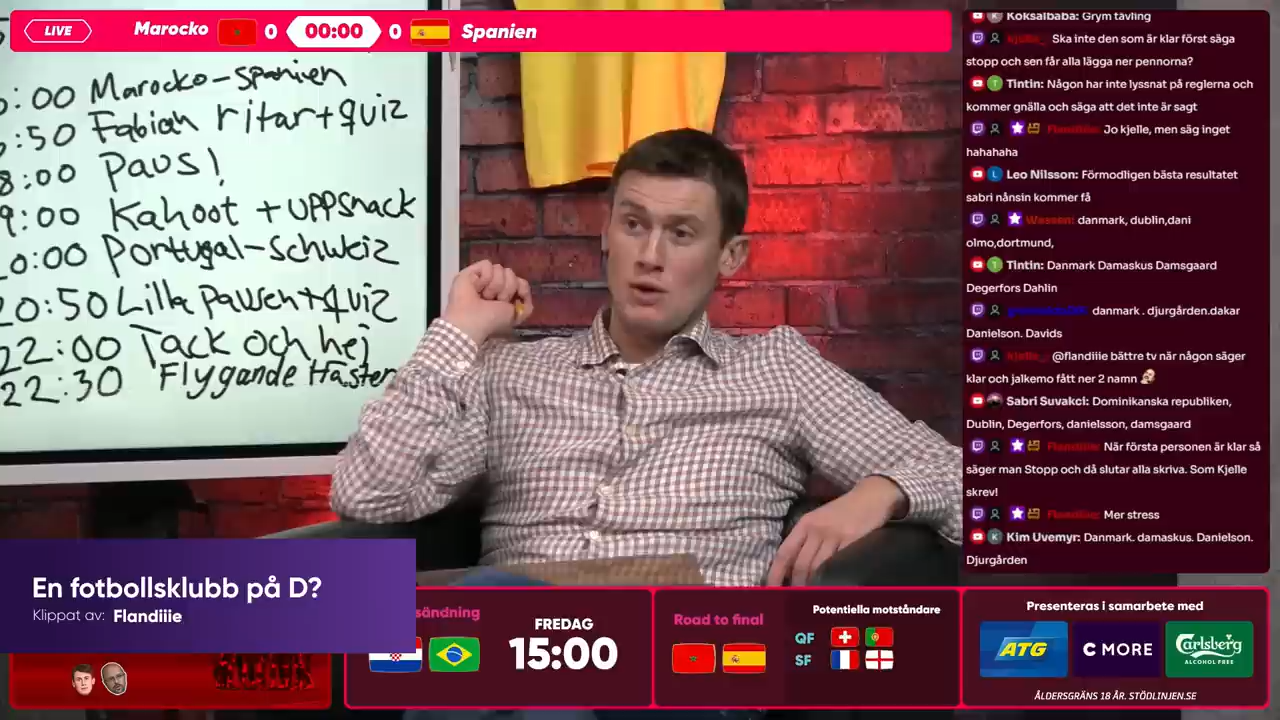 LIVE
Marocko 0 00:00 0 Spanien
:00 Marocko-spanien
:50 Fabian ritar + quiz
8:00 Paus!
9:00 Kahoot + uppsnack
0:00 Portugal-Schweiz
20:50 Lilla pausen + quiz
22:00 Tack och hej
22:30 Flygande Hästen
Koksalbaba: Grym tävling
kjelle_: Ska inte den som är klar först säga
stopp och sen får alla lägga ner pennorna?
Tintin: Någon har inte lyssnat på reglerna och
kommer gnälla och säga att det inte är sagt
Flandiiie: Jo kjelle, men säg inget
hahahaha
Leo Nilsson: Förmodligen bästa resultatet
sabri nånsin kommer få
danmark, dublin,dani
olmo,dortmund,
Tintin: Danmark Damaskus Damsgaard
Degerfors Dahlin
danmark . djurgården.dakar
Danielson. Davids
kjelle_: @flandiiie bättre tv när någon säger
klar och jalkemo fått ner 2 namn
Sabri Suvakci: Dominikanska republiken,
Dublin, Degerfors, danielsson, damsgaard
Flandiiie: När första personen är klar så
säger man Stopp och då slutar alla skriva. Som Kjelle
skrev!
Flandiiie: Mer stress
Kim Uvemyr: Danmark. damaskus. Danielson.
Djurgården
En fotbollsklubb på D?
Klippat av: Flandiiie
sändning
FREDAG
15:00
Road to final
Potentiella motståndare
QF
SF
Presenteras i samarbete med
ATG
C MORE
Carlsberg
ALCOHOL FREE
ÅLDERSGRÄNS 18 ÅR. STÖDLINJEN.SE